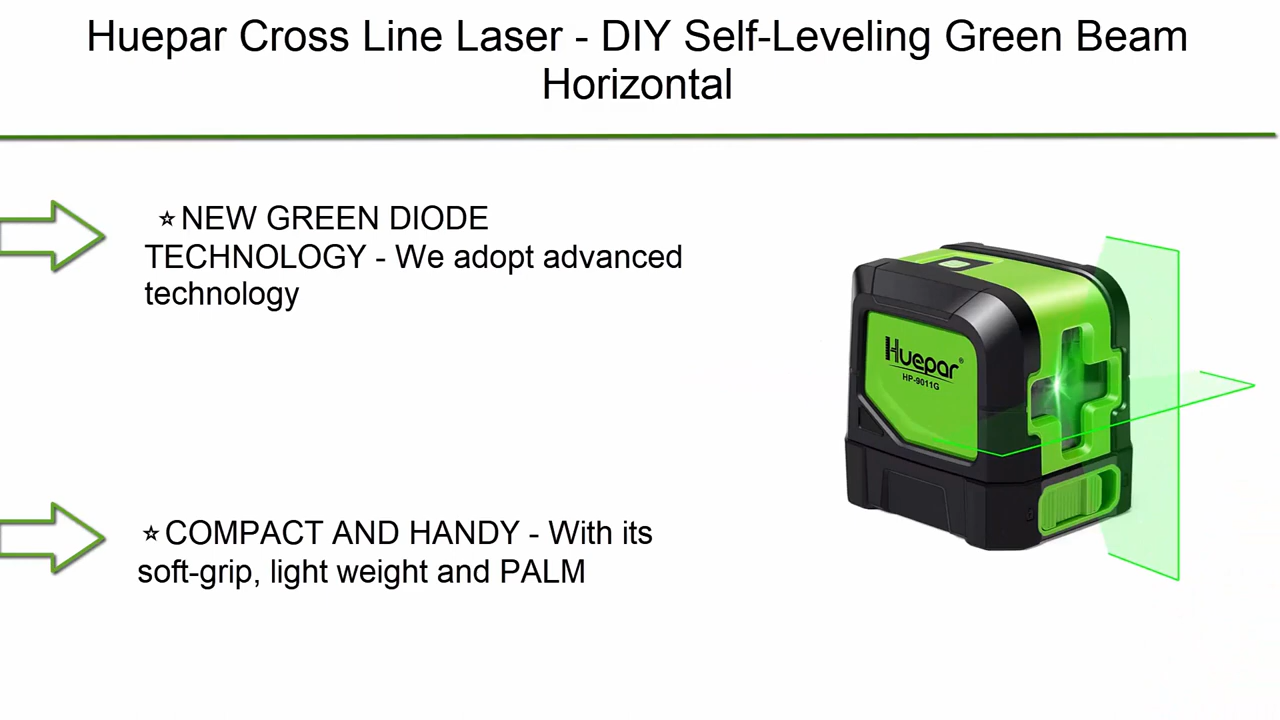 Huepar Cross Line Laser - DIY Self-Leveling Green Beam
Horizontal
☆NEW GREEN DIODE
TECHNOLOGY - We adopt advanced
technology
Huepar®
HP-9011G
☆COMPACT AND HANDY - With its
soft-grip, light weight and PALM